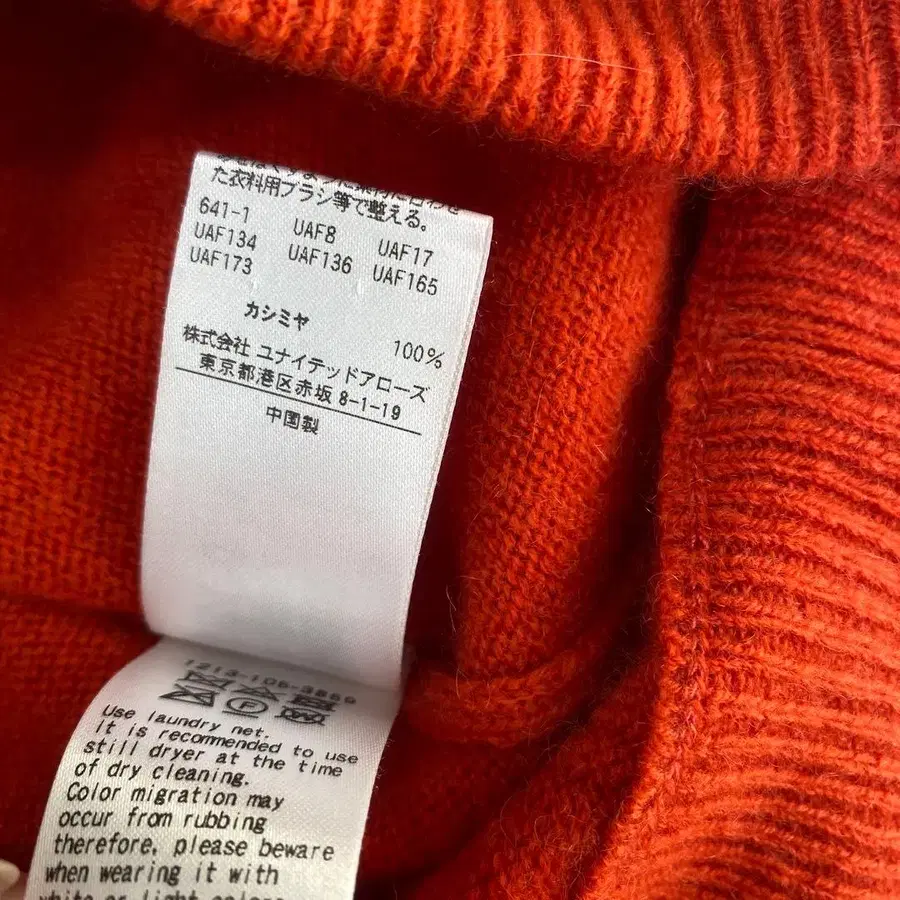 た衣料用ブラシ等で整える。
641-1 UAF8 UAF17
UAF134 UAF136 UAF165
UAF173
カシミヤ 100%
株式会社 ユナイテッドアローズ
東京都港区赤坂 8-1-19
中国製
Use laundry net.
It is recommended to use
still dryer at the time
of dry cleaning.
Color migration may
occur from rubbing
therefore, please beware
when wearing it with
white or light